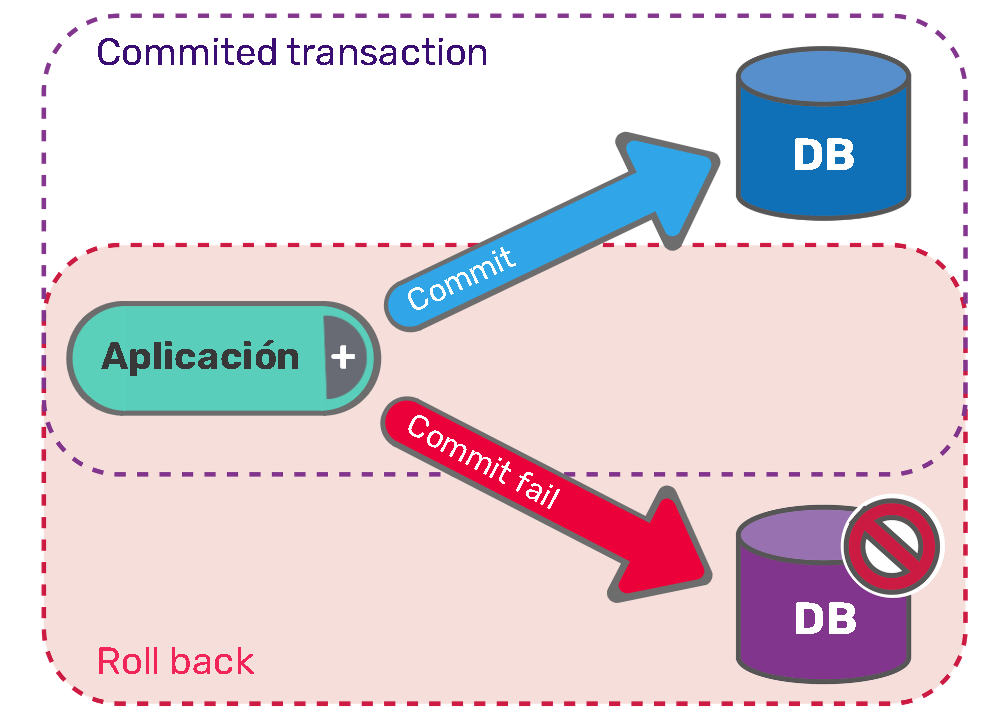 Commited transaction
DB
Commit
Aplicación
+
Commit fail
DB
Roll back